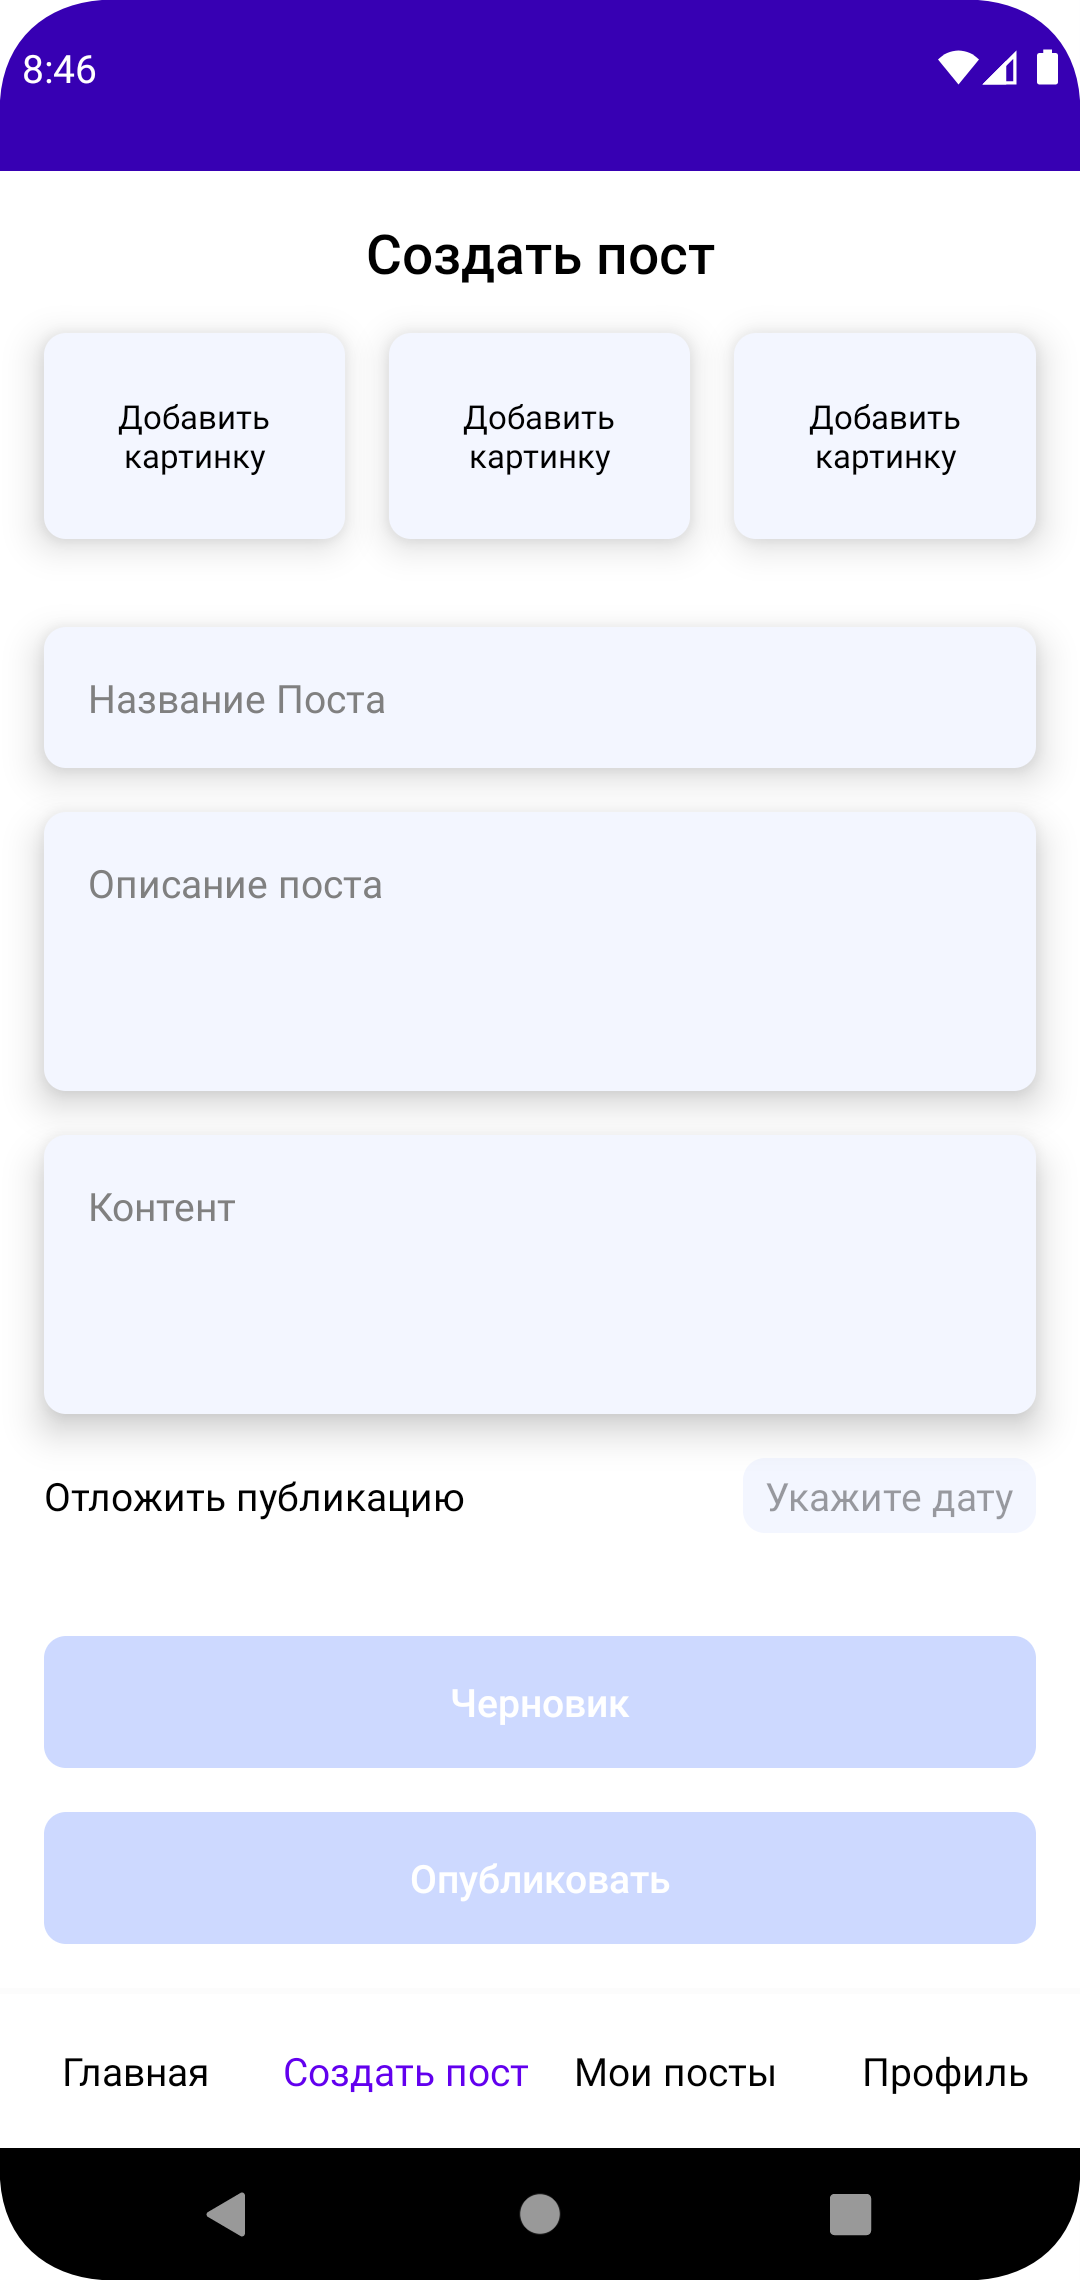 8:46
Создать пост
Добавить
картинку
Добавить
картинку
Добавить
картинку
Название Поста
Описание поста
Контент
Отложить публикацию
Укажите дату
Черновик
Опубликовать
Главная
Создать пост
Мои посты
Профиль